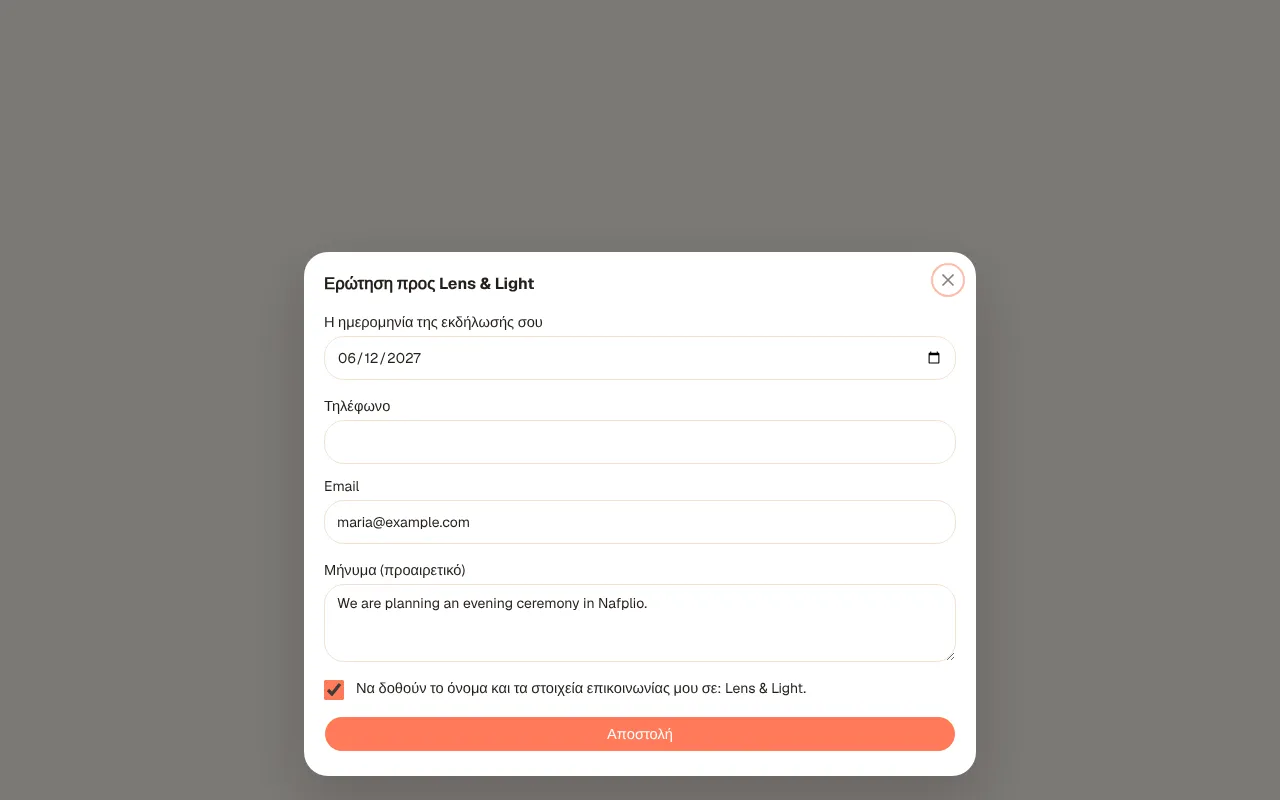 Ερώτηση προς Lens & Light
Η ημερομηνία της εκδήλωσής σου
06/12/2027
Τηλέφωνο
Email
maria@example.com
Μήνυμα (προαιρετικό)
We are planning an evening ceremony in Nafplio.
Να δοθούν το όνομα και τα στοιχεία επικοινωνίας μου σε: Lens & Light.
Αποστολή